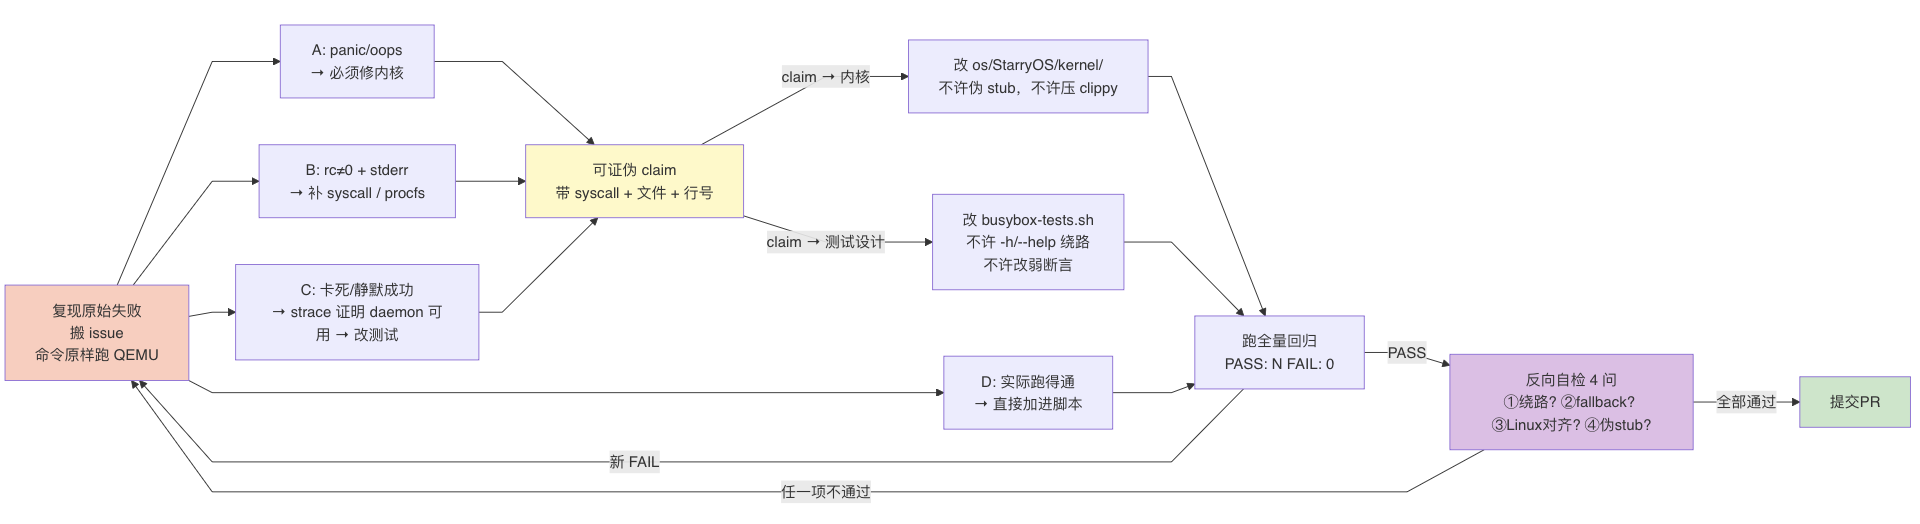 复现原始失败
搬 issue
命令原样跑 QEMU
A: panic/oops
→ 必须修内核
B: rc≠0 + stderr
→ 补 syscall / procfs
C: 卡死/静默成功
→ strace 证明 daemon 可
用 → 改测试
可证伪 claim
带 syscall + 文件 + 行号
claim → 内核
claim → 测试设计
改 os/StarryOS/kernel/
不许伪 stub，不许压 clippy
改 busybox-tests.sh
不许 -h/--help 绕路
不许改弱断言
D: 实际跑得通
→ 直接加进脚本
跑全量回归
PASS: N FAIL: 0
PASS
反向自检 4 问
①绕路? ②fallback?
③Linux对齐? ④伪stub?
全部通过
提交PR
新 FAIL
任一项不通过